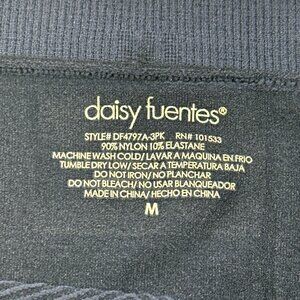 daisy fuentes®
STYLE# DF4797A-3PK RN# 101533
90% NYLON 10% ELASTANE
MACHINE WASH COLD/ LAVAR A MAQUINA EN FRIO
TUMBLE DRY LOW/ SECAR A TEMPERATURA BAJA
DO NOT IRON/ NO PLANCHAR
DO NOT BLEACH/ NO USAR BLANQUEADOR
MADE IN CHINA/ HECHO EN CHINA
M